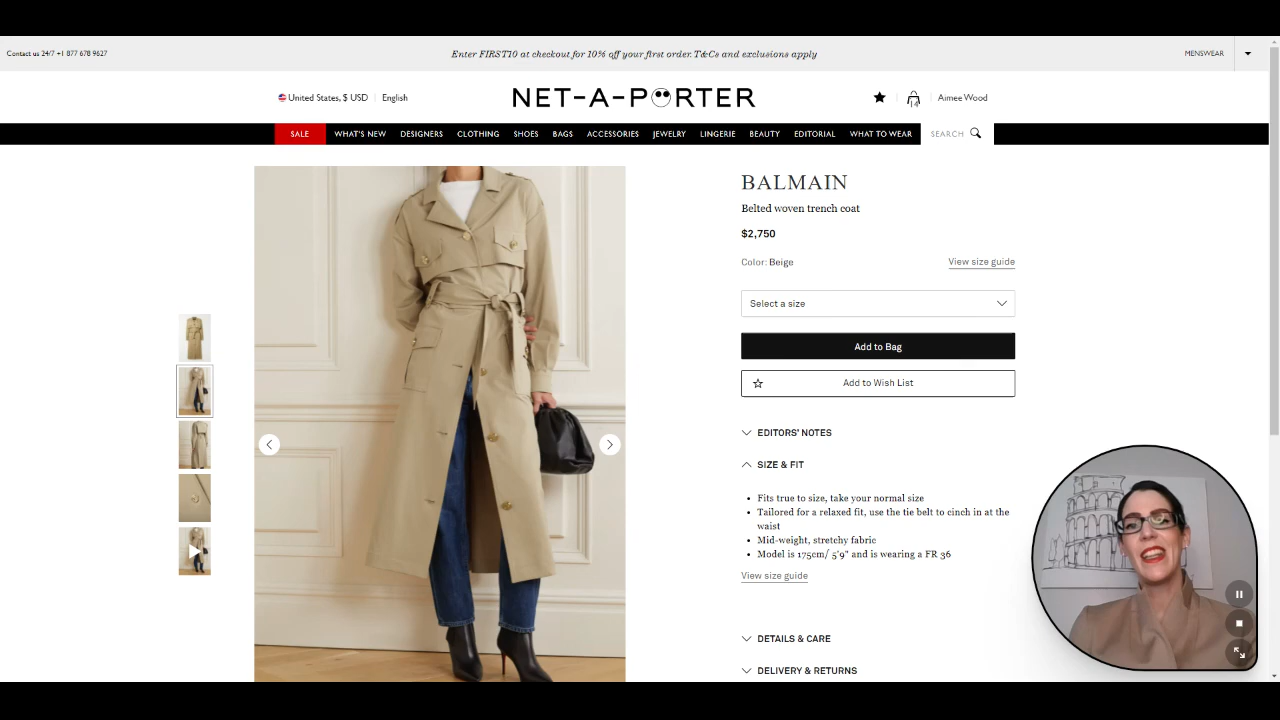 Contact us 24/7 +1 877 678 9627
Enter FIRST10 at checkout for 10% off your first order. T&Cs and exclusions apply
MENSWEAR
United States, $ USD
English
NET-A-PORTER
14
Aimee Wood
SALE
WHAT'S NEW
DESIGNERS
CLOTHING
SHOES
BAGS
ACCESSORIES
JEWELRY
LINGERIE
BEAUTY
EDITORIAL
WHAT TO WEAR
SEARCH
BALMAIN
Belted woven trench coat
$2,750
Color: Beige
View size guide
Select a size
Add to Bag
Add to Wish List
EDITORS' NOTES
SIZE & FIT
• Fits true to size, take your normal size
• Tailored for a relaxed fit, use the tie belt to cinch in at the
waist
• Mid-weight, stretchy fabric
• Model is 175cm/ 5'9" and is wearing a FR 36
View size guide
DETAILS & CARE
DELIVERY & RETURNS